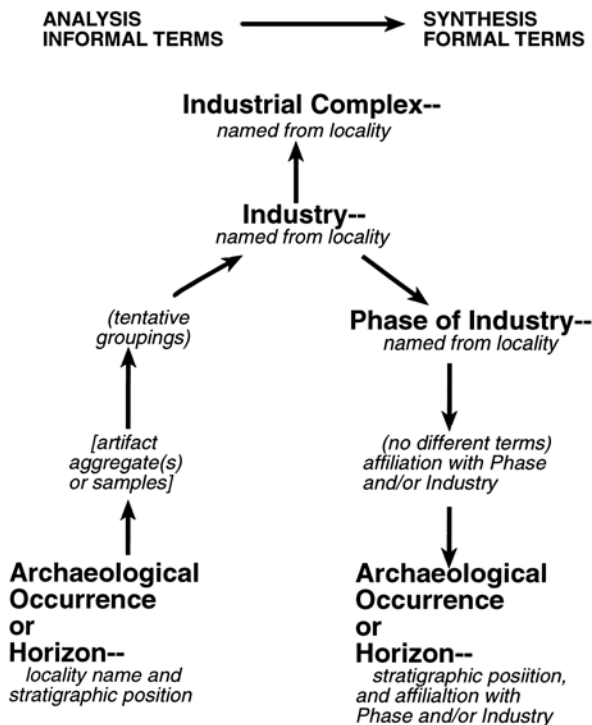 ANALYSIS
INFORMAL TERMS
SYNTHESIS
FORMAL TERMS
Industrial Complex--
named from locality
Industry--
named from locality
(tentative
groupings)
Phase of Industry--
named from locality
[artifact
aggregate(s)
or samples]
(no different terms)
affiliation with Phase
and/or Industry
Archaeological
Occurrence
or
Horizon--
locality name and
stratigraphic position
Archaeological
Occurrence
or
Horizon--
stratigraphic posiition,
and affilialtion with
Phase and/or Industry